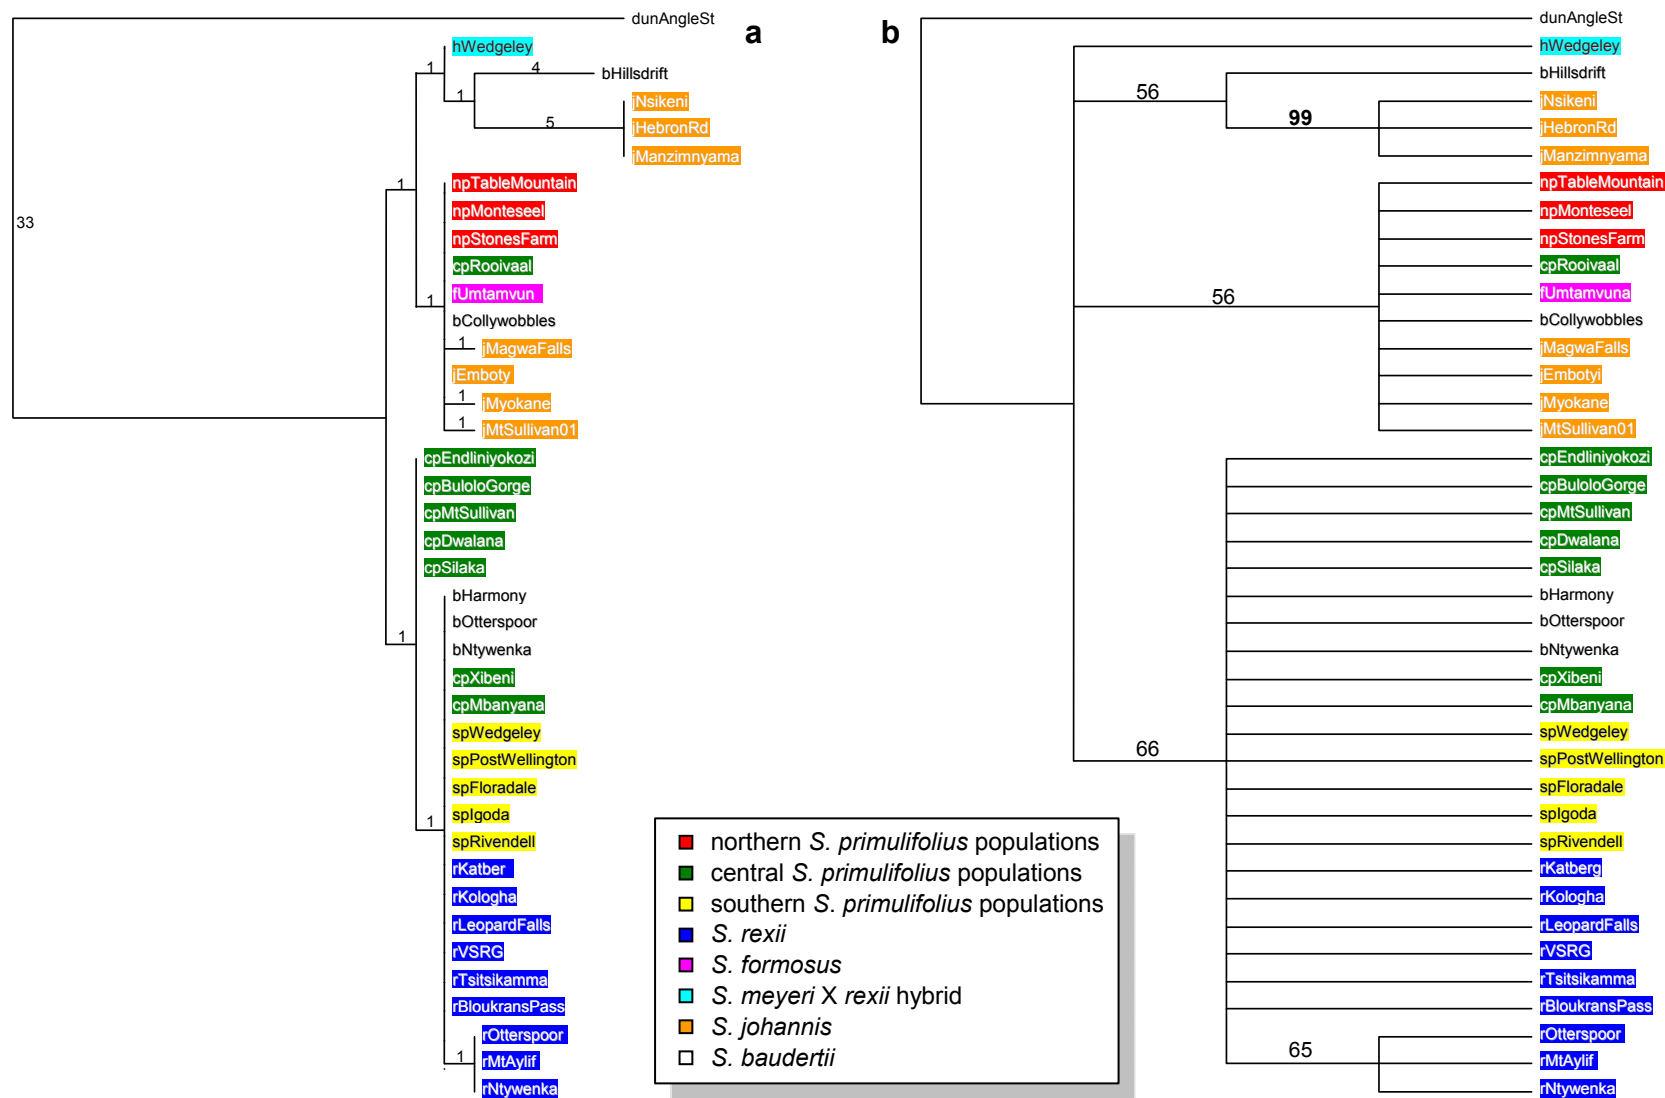 a
dunAngleSt
hWedgeley
1
4
bHillsdrift
1
jNsikeni
5
jHebronRd
jManzimnyama
1
npTableMountain
npMonteseel
33
npStonesFarm
cpRooivaal
1
fUmtamvun
bCollywobbles
1
jMagwaFalls
jEmboty
1
jMyokane
1
jMtSullivan01
cpEndliniyokozi
cpBuloloGorge
cpMtSullivan
cpDwalana
cpSilaka
bHarmony
bOtterspoor
1
bNtywenka
cpXibeni
cpMbanyana
spWedgeley
spPostWellington
spFloradale
1
spIgoda
spRivendell
rKatber
rKologha
rLeopardFalls
rVSRG
rTsitsikamma
rBloukransPass
rOtterspoor
1
rMtAylif
rNtywenka
b
dunAngleSt
hWedgeley
bHillsdrift
56
jNsikeni
99
jHebronRd
jManzimnyama
npTableMountain
npMonteseel
npStonesFarm
cpRooivaal
56
fUmtamvuna
bCollywobbles
jMagwaFalls
jEmbotyi
jMyokane
jMtSullivan01
cpEndliniyokozi
cpBuloloGorge
cpMtSullivan
cpDwalana
cpSilaka
bHarmony
bOtterspoor
bNtywenka
cpXibeni
cpMbanyana
spWedgeley
66
spPostWellington
spFloradale
spIgoda
spRivendell
rKatberg
rKologha
rLeopardFalls
rVSRG
rTsitsikamma
rBloukransPass
rOtterspoor
65
rMtAylif
rNtywenka
northern S. primulifolius populations
central S. primulifolius populations
southern S. primulifolius populations
S. rexii
S. formosus
S. meyeri X rexii hybrid
S. johannis
S. baudertii